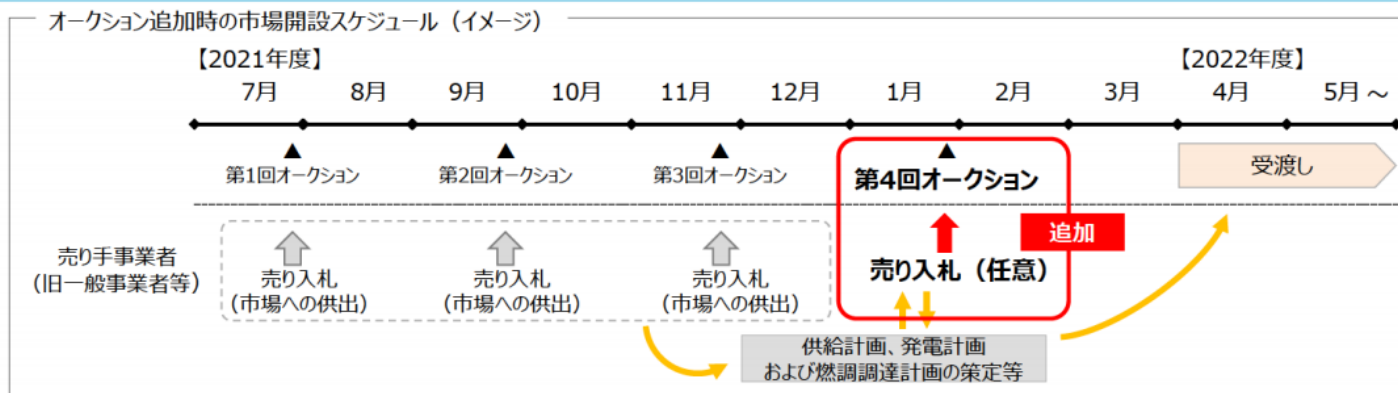 オークション追加時の市場開設スケジュール（イメージ）
【2021年度】
【2022年度】
7月 8月 9月 10月 11月 12月 1月 2月 3月 4月 5月～
▲ ▲ ▲ ▲
第1回オークション 第2回オークション 第3回オークション 第4回オークション 受渡し
追加
売り手事業者
（旧一般事業者等）
売り入札
（市場への供出）
売り入札
（市場への供出）
売り入札
（市場への供出）
売り入札（任意）
供給計画、発電計画
および燃調調達計画の策定等